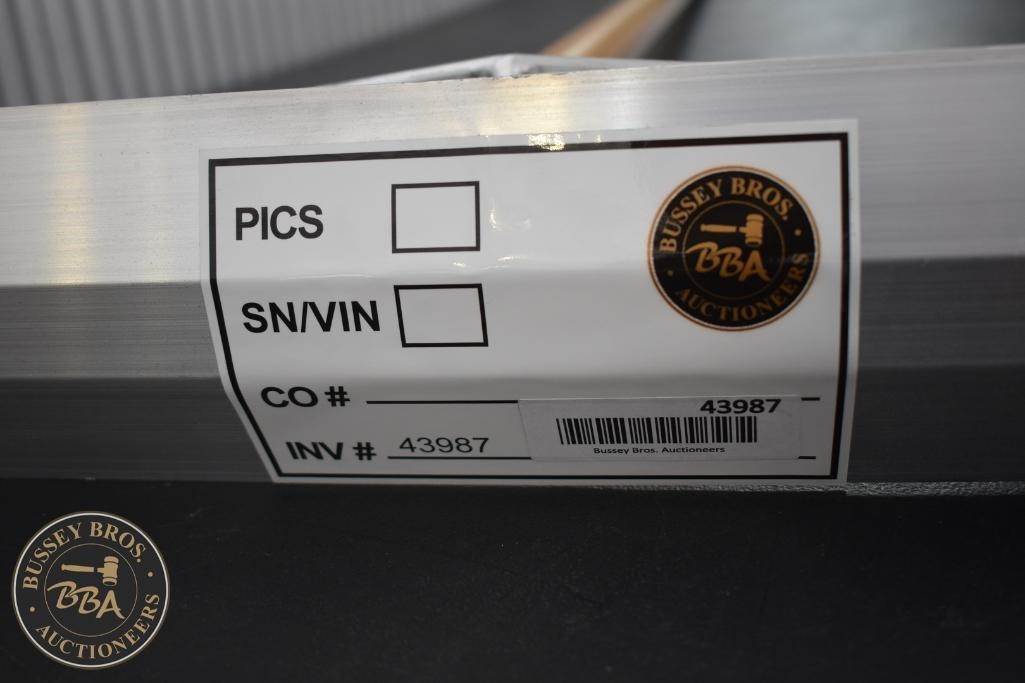 PICS
BUSSEY BROS.
BBA
AUCTIONEERS
SN/VIN
CO #
43987
INV # 43987
Bussey Bros. Auctioneers
BUSSEY BROS.
BBA
AUCTIONEERS